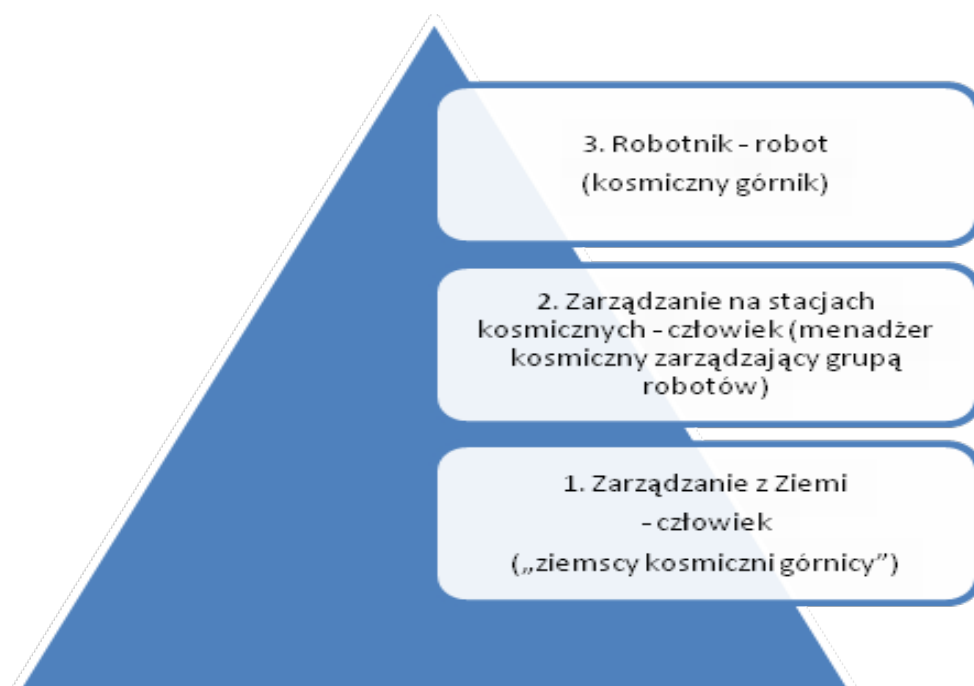 3. Robotnik - robot
(kosmiczny górnik)
2. Zarządzanie na stacjach
kosmicznych - człowiek (menadżer
kosmiczny zarządzający grupą
robotów)
1. Zarządzanie z Ziemi
- człowiek
(„ziemscy kosmiczni górnicy”)